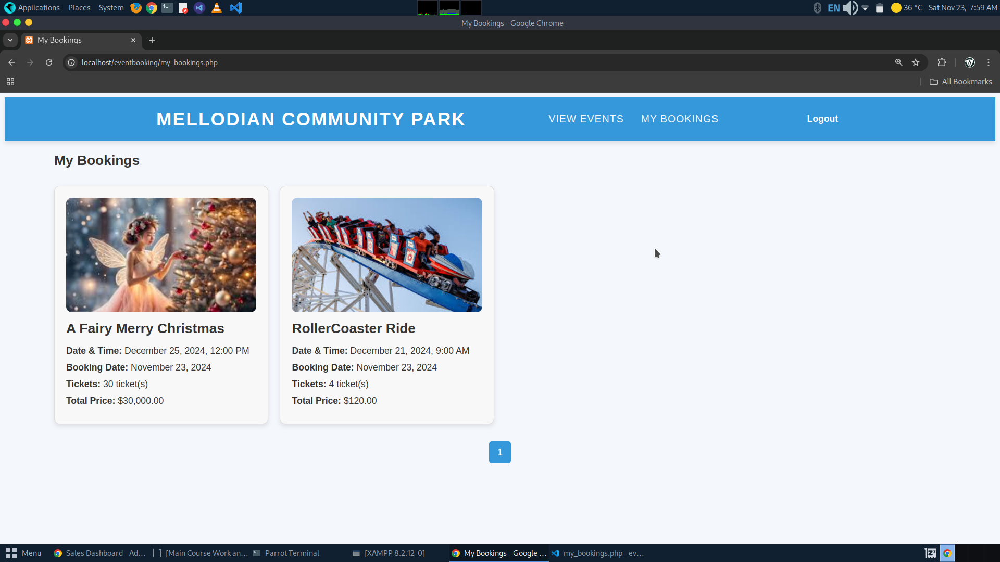 Applications Places System EN 36 °C Sat Nov 23, 7:59 AM
My Bookings - Google Chrome
My Bookings
localhost/eventbooking/my_bookings.php
All Bookmarks
MELLODIAN COMMUNITY PARK VIEW EVENTS MY BOOKINGS Logout
My Bookings
A Fairy Merry Christmas
Date & Time: December 25, 2024, 12:00 PM
Booking Date: November 23, 2024
Tickets: 30 ticket(s)
Total Price: $30,000.00
RollerCoaster Ride
Date & Time: December 21, 2024, 9:00 AM
Booking Date: November 23, 2024
Tickets: 4 ticket(s)
Total Price: $120.00
1
Menu Sales Dashboard - Ad... [Main Course Work an... Parrot Terminal [XAMPP 8.2.12-0] My Bookings - Google ... my_bookings.php - ev...